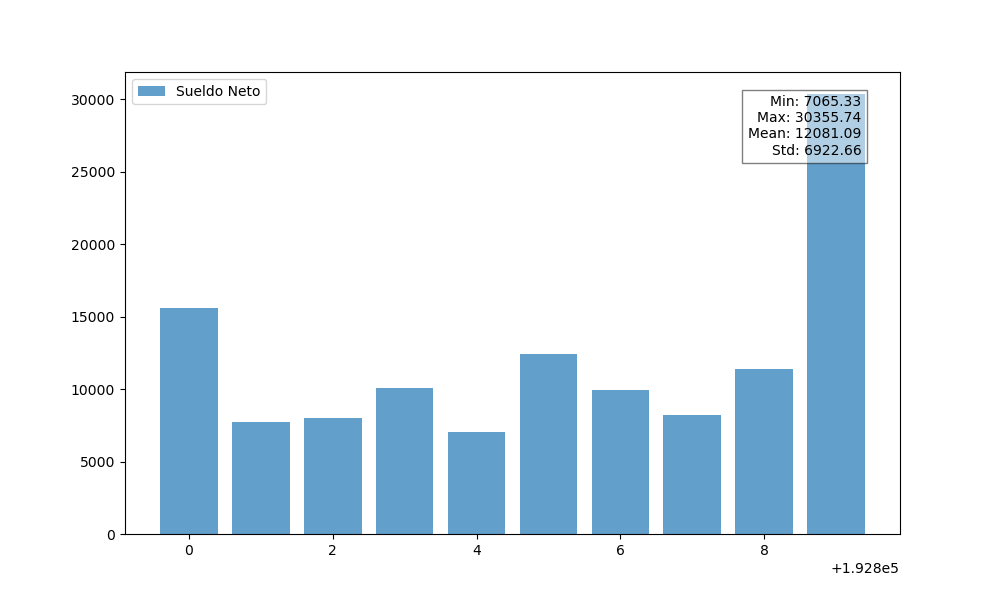 Sueldo Neto
Min: 7065.33
Max: 30355.74
Mean: 12081.09
Std: 6922.66
30000
25000
20000
15000
10000
5000
0
0 2 4 6 8
+1.928e5